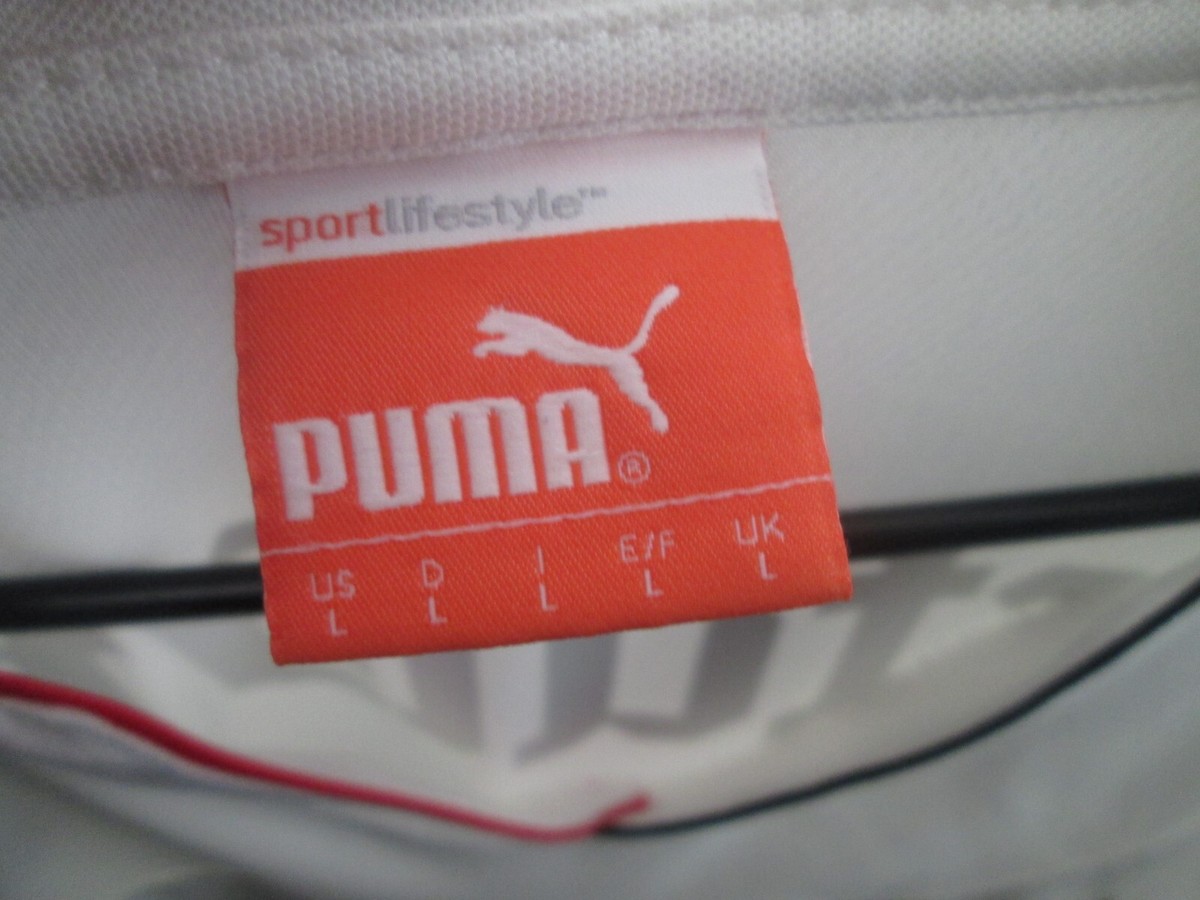 sportlifestyle™
PUMA®
US D I E/F UK
L L L L L